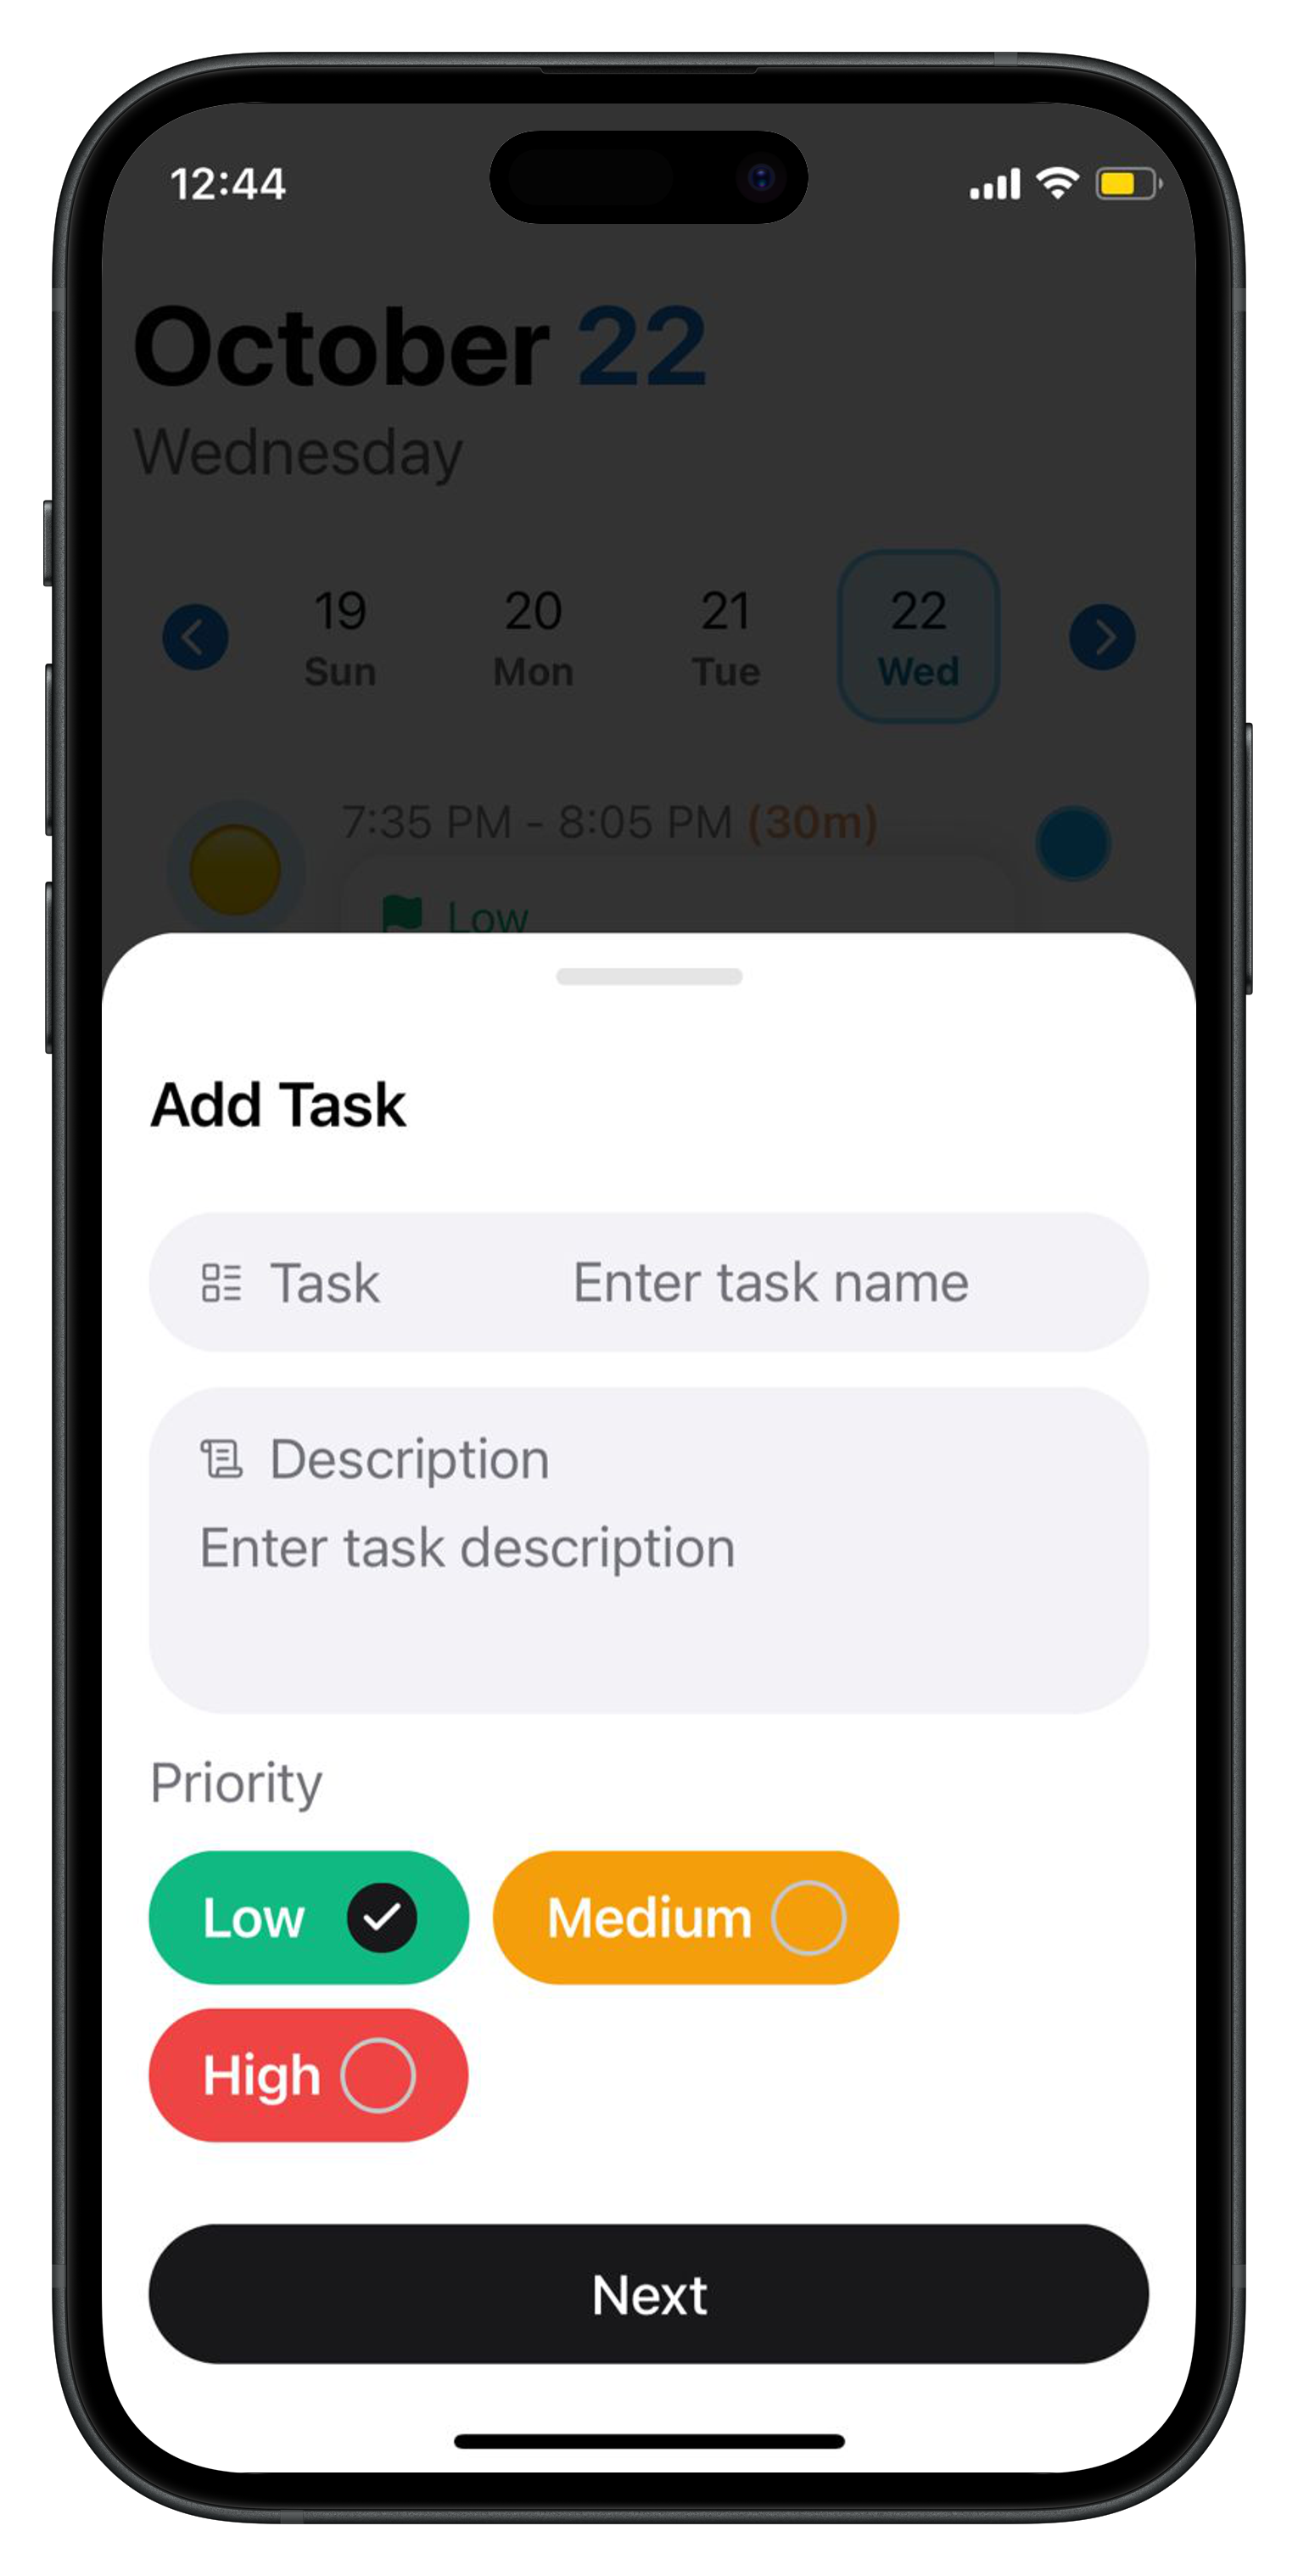 12:44
October 22
Wednesday
19 20 21 22
Sun Mon Tue Wed
7:35 PM - 8:05 PM (30m)
Low
Add Task
Task Enter task name
Description
Enter task description
Priority
Low Medium
High
Next